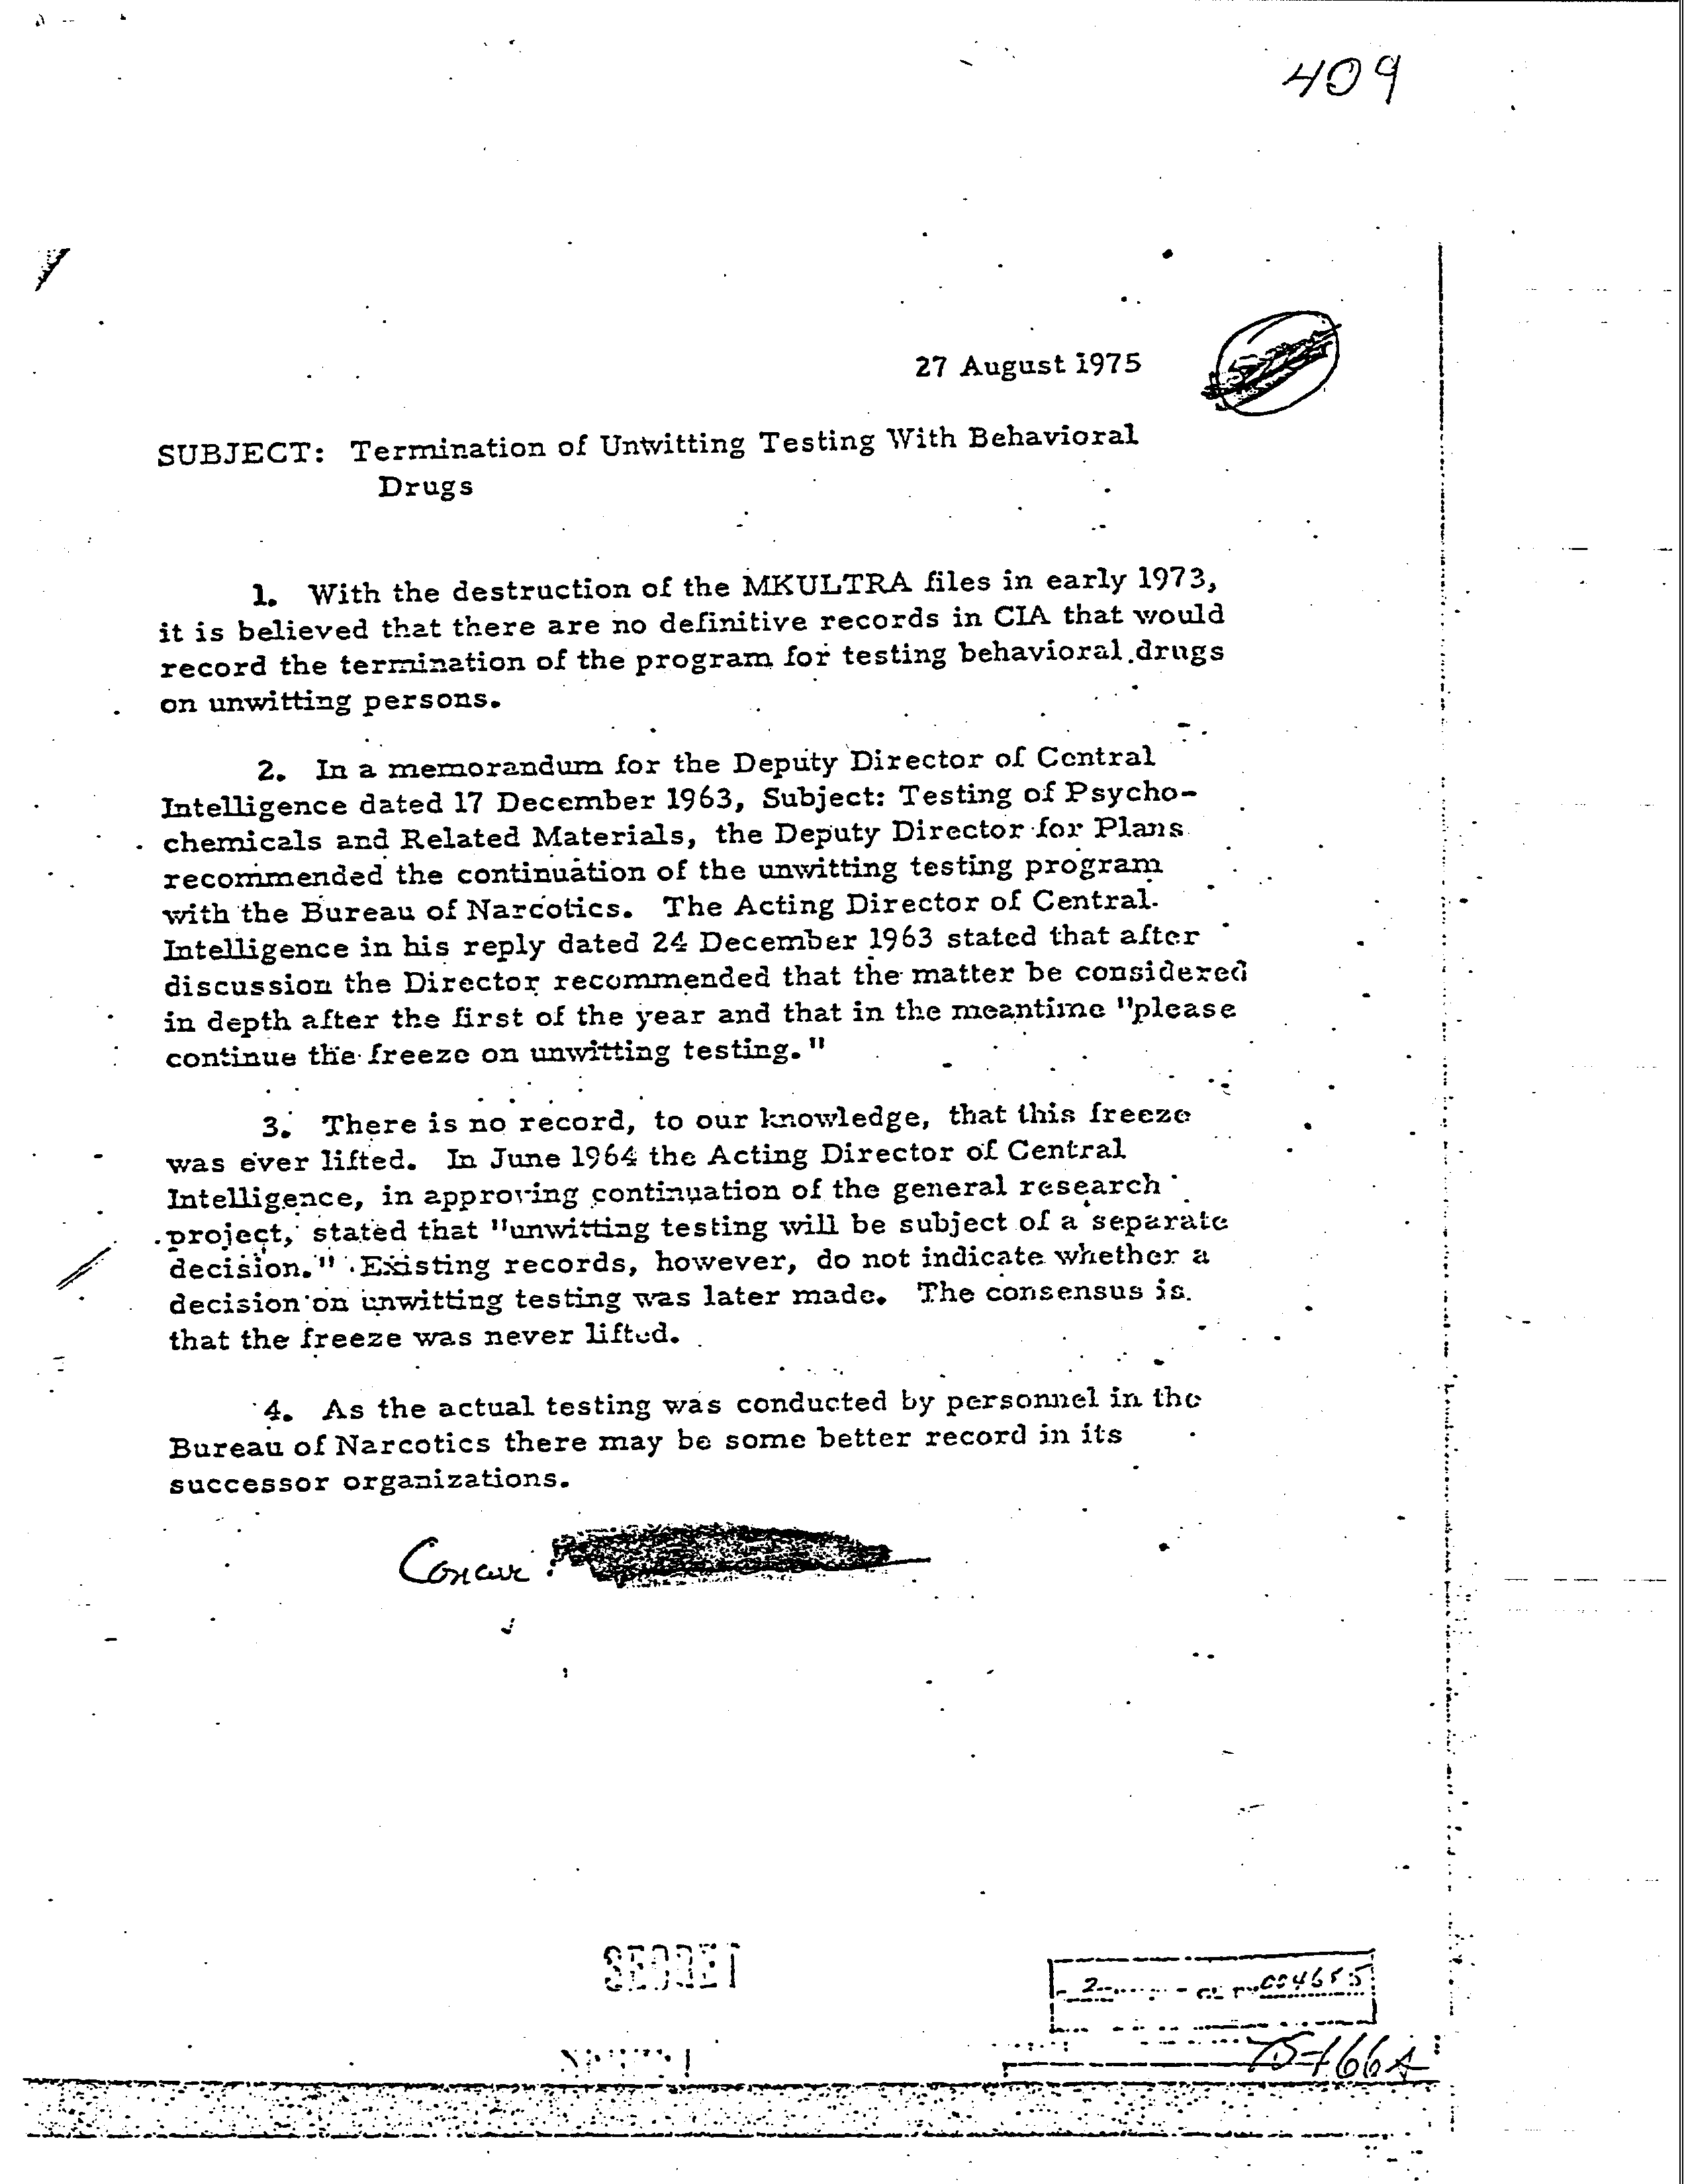 409
27 August 1975
SUBJECT: Termination of Unwitting Testing With Behavioral
Drugs
1. With the destruction of the MKULTRA files in early 1973,
it is believed that there are no definitive records in CIA that would
record the termination of the program for testing behavioral drugs
on unwitting persons.
2. In a memorandum for the Deputy Director of Central
Intelligence dated 17 December 1963, Subject: Testing of Psycho-
chemicals and Related Materials, the Deputy Director for Plans
recommended the continuation of the unwitting testing program
with the Bureau of Narcotics. The Acting Director of Central
Intelligence in his reply dated 24 December 1963 stated that after
discussion the Director recommended that the matter be considered
in depth after the first of the year and that in the meantime "please
continue the freeze on unwitting testing."
3. There is no record, to our knowledge, that this freeze
was ever lifted. In June 1964 the Acting Director of Central
Intelligence, in approving continuation of the general research
project, stated that "unwitting testing will be subject of a separate
decision." Existing records, however, do not indicate whether a
decision on unwitting testing was later made. The consensus is
that the freeze was never lifted.
4. As the actual testing was conducted by personnel in the
Bureau of Narcotics there may be some better record in its
successor organizations.
Concur:
SECRET
2